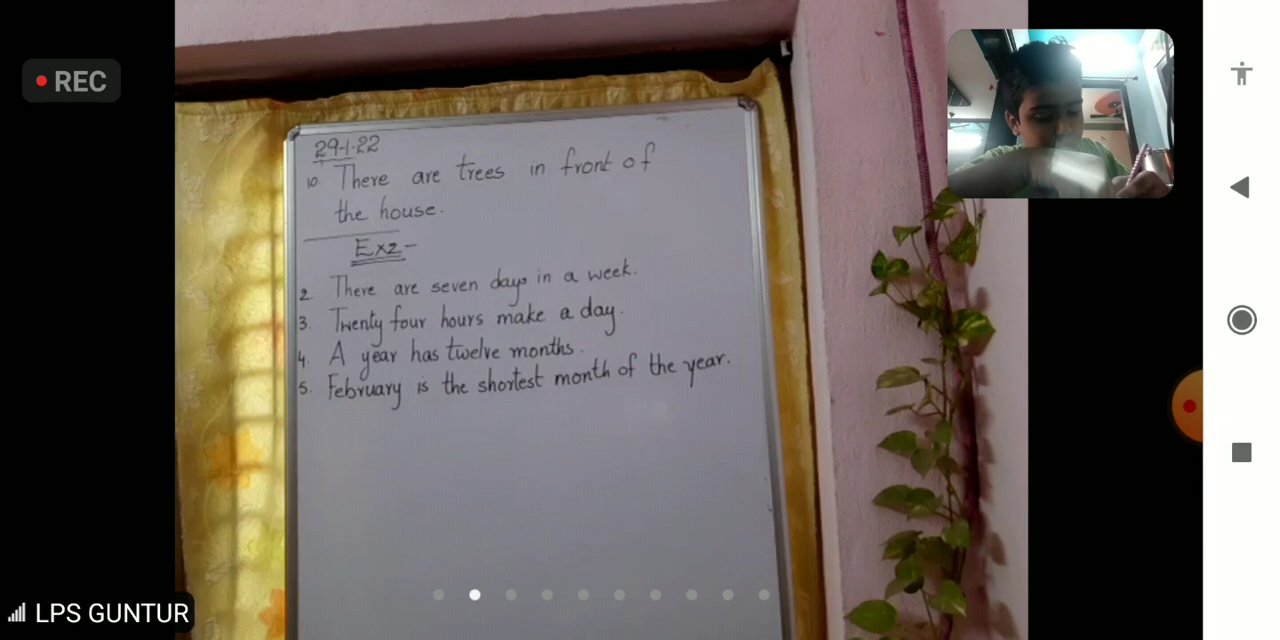 REC
29-1-22
10. There are trees in front of
the house.
Ex2-
2. There are seven days in a week.
3. Twenty four hours make a day.
4. A year has twelve months.
5. February is the shortest month of the year.
LPS GUNTUR